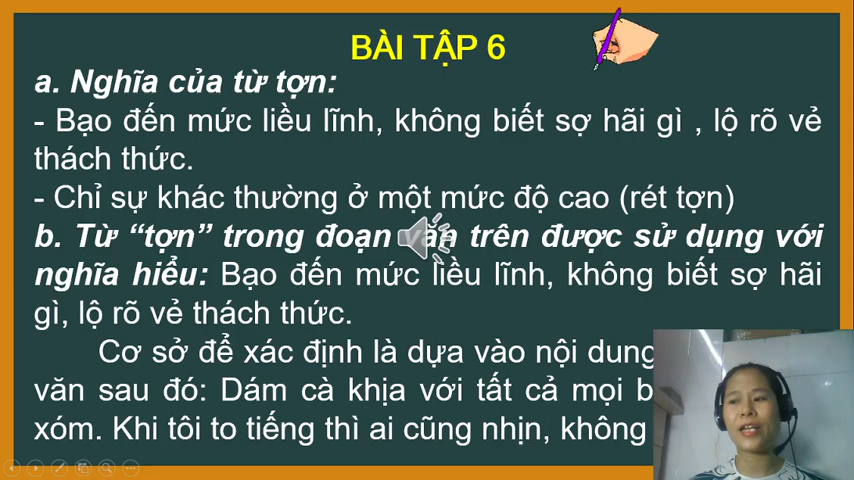 BÀI TẬP 6
a. Nghĩa của từ tợn:
- Bạo đến mức liều lĩnh, không biết sợ hãi gì , lộ rõ vẻ
thách thức.
- Chỉ sự khác thường ở một mức độ cao (rét tợn)
b. Từ “tợn” trong đoạn văn trên được sử dụng với
nghĩa hiểu: Bạo đến mức liều lĩnh, không biết sợ hãi
gì, lộ rõ vẻ thách thức.
Cơ sở để xác định là dựa vào nội dung
văn sau đó: Dám cà khịa với tất cả mọi
xóm. Khi tôi to tiếng thì ai cũng nhịn, không